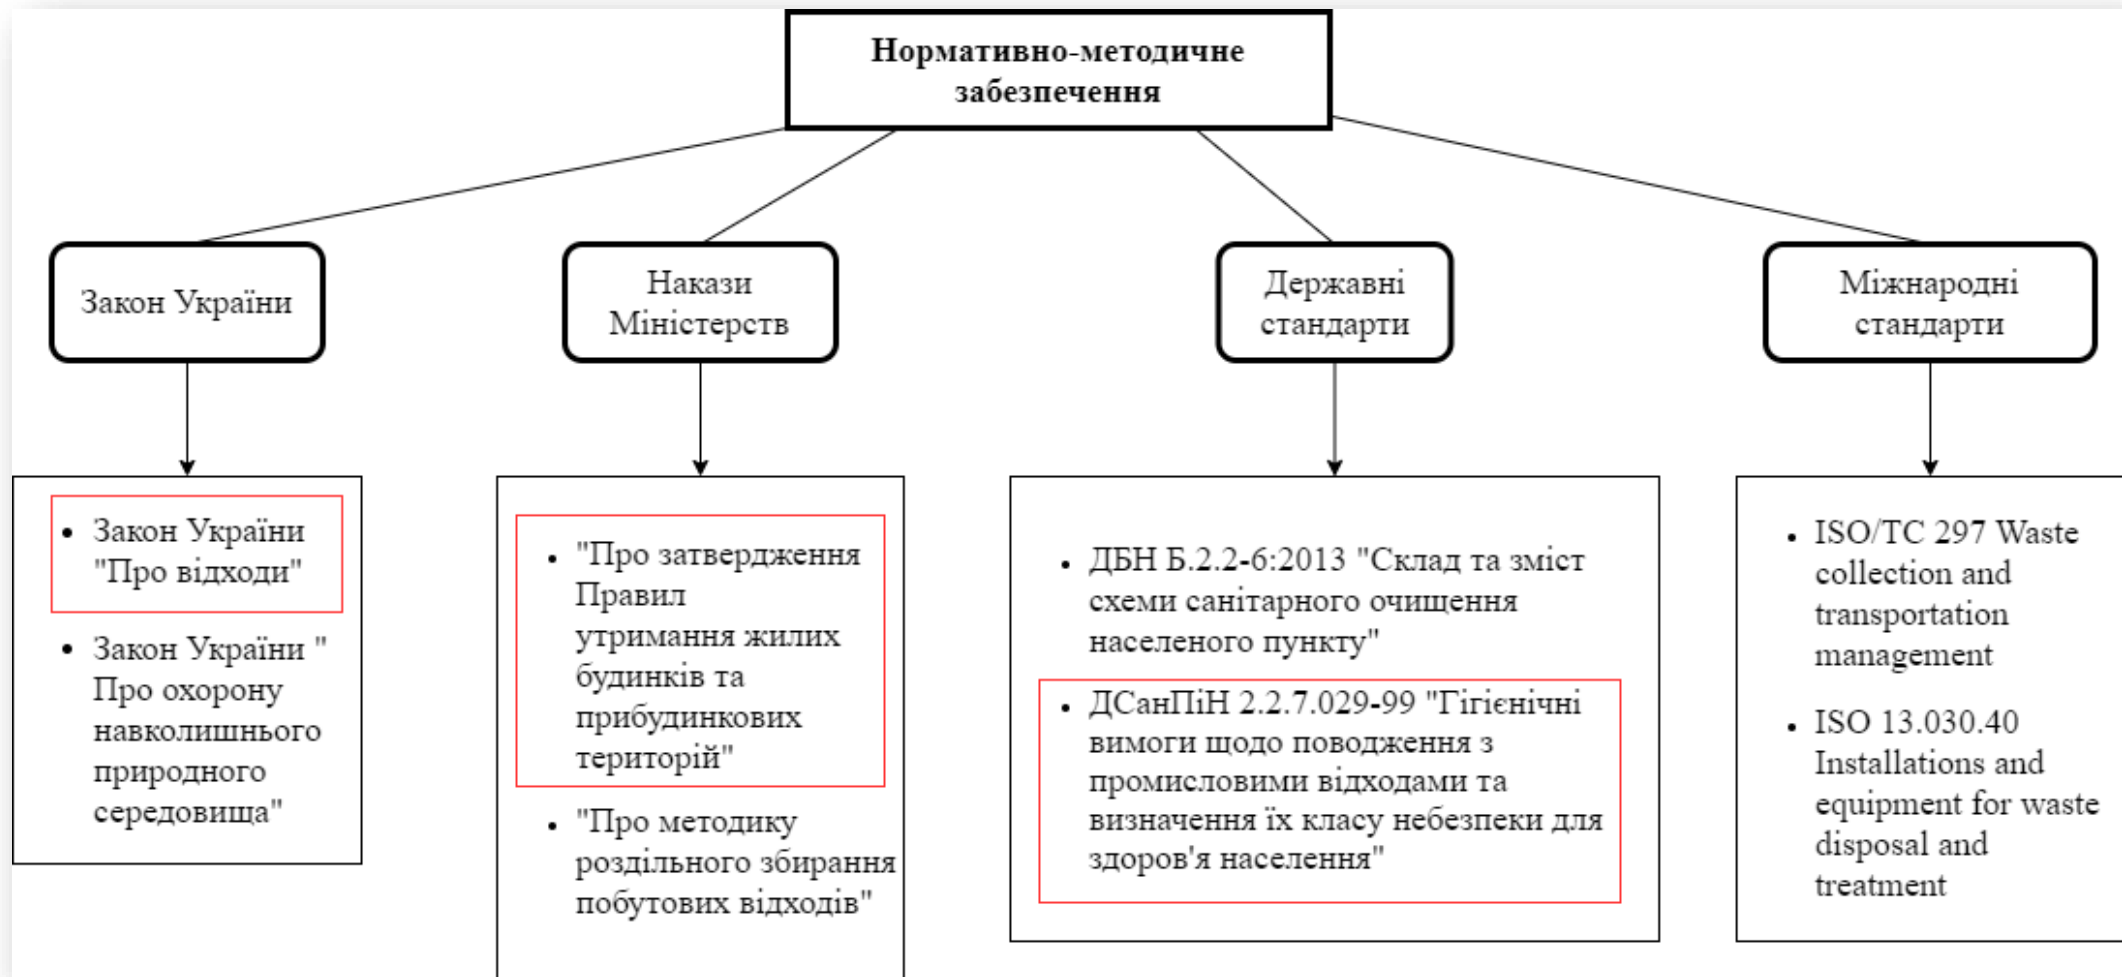 Нормативно-методичне
забезпечення
Закон України
Накази
Міністерств
Державні
стандарти
Міжнародні
стандарти
• Закон України
"Про відходи"
• Закон України "
Про охорону
навколишнього
природного
середовища"
• "Про затвердження
Правил
утримання жилих
будинків та
прибудинкових
територій"
• "Про методику
роздільного збирання
побутових відходів"
• ДБН Б.2.2-6:2013 "Склад та зміст
схеми санітарного очищення
населеного пункту"
• ДСанПіН 2.2.7.029-99 "Гігієнічні
вимоги щодо поводження з
промисловими відходами та
визначення їх класу небезпеки для
здоров'я населення"
• ISO/TC 297 Waste
collection and
transportation
management
• ISO 13.030.40
Installations and
equipment for waste
disposal and
treatment